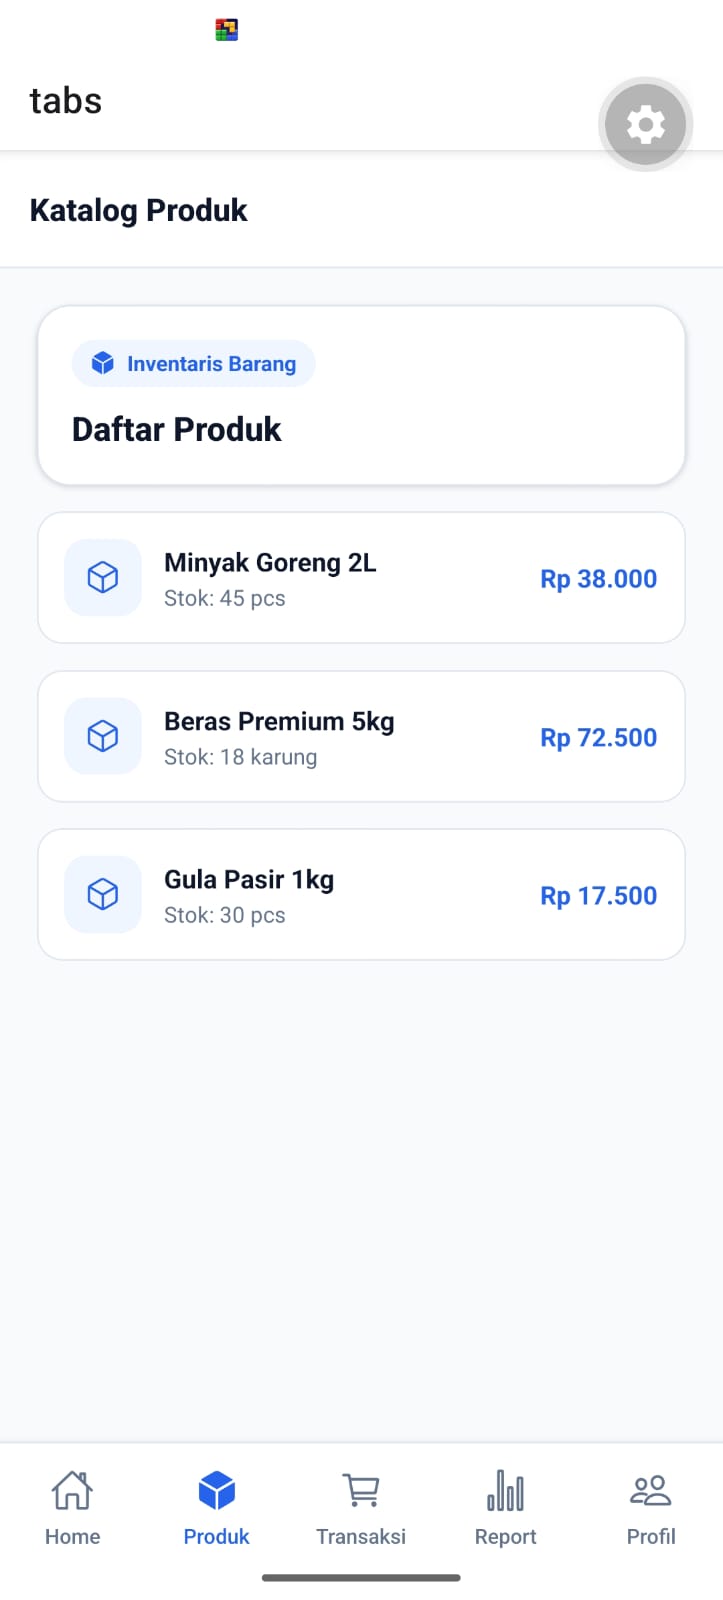 tabs
Katalog Produk
Inventaris Barang
Daftar Produk
Minyak Goreng 2L
Stok: 45 pcs
Rp 38.000
Beras Premium 5kg
Stok: 18 karung
Rp 72.500
Gula Pasir 1kg
Stok: 30 pcs
Rp 17.500
Home
Produk
Transaksi
Report
Profil